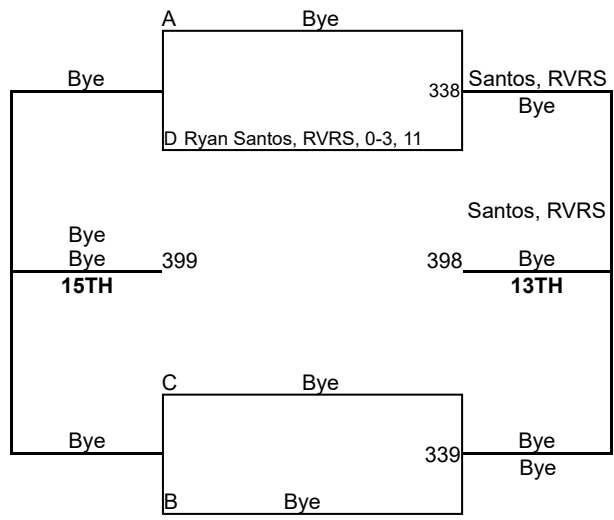 A Bye
Bye
338
Santos, RVRS
Bye
D Ryan Santos, RVRS, 0-3, 11
Santos, RVRS
Bye
Bye
399
398
Bye
15TH
13TH
C Bye
Bye
339
Bye
Bye
B Bye